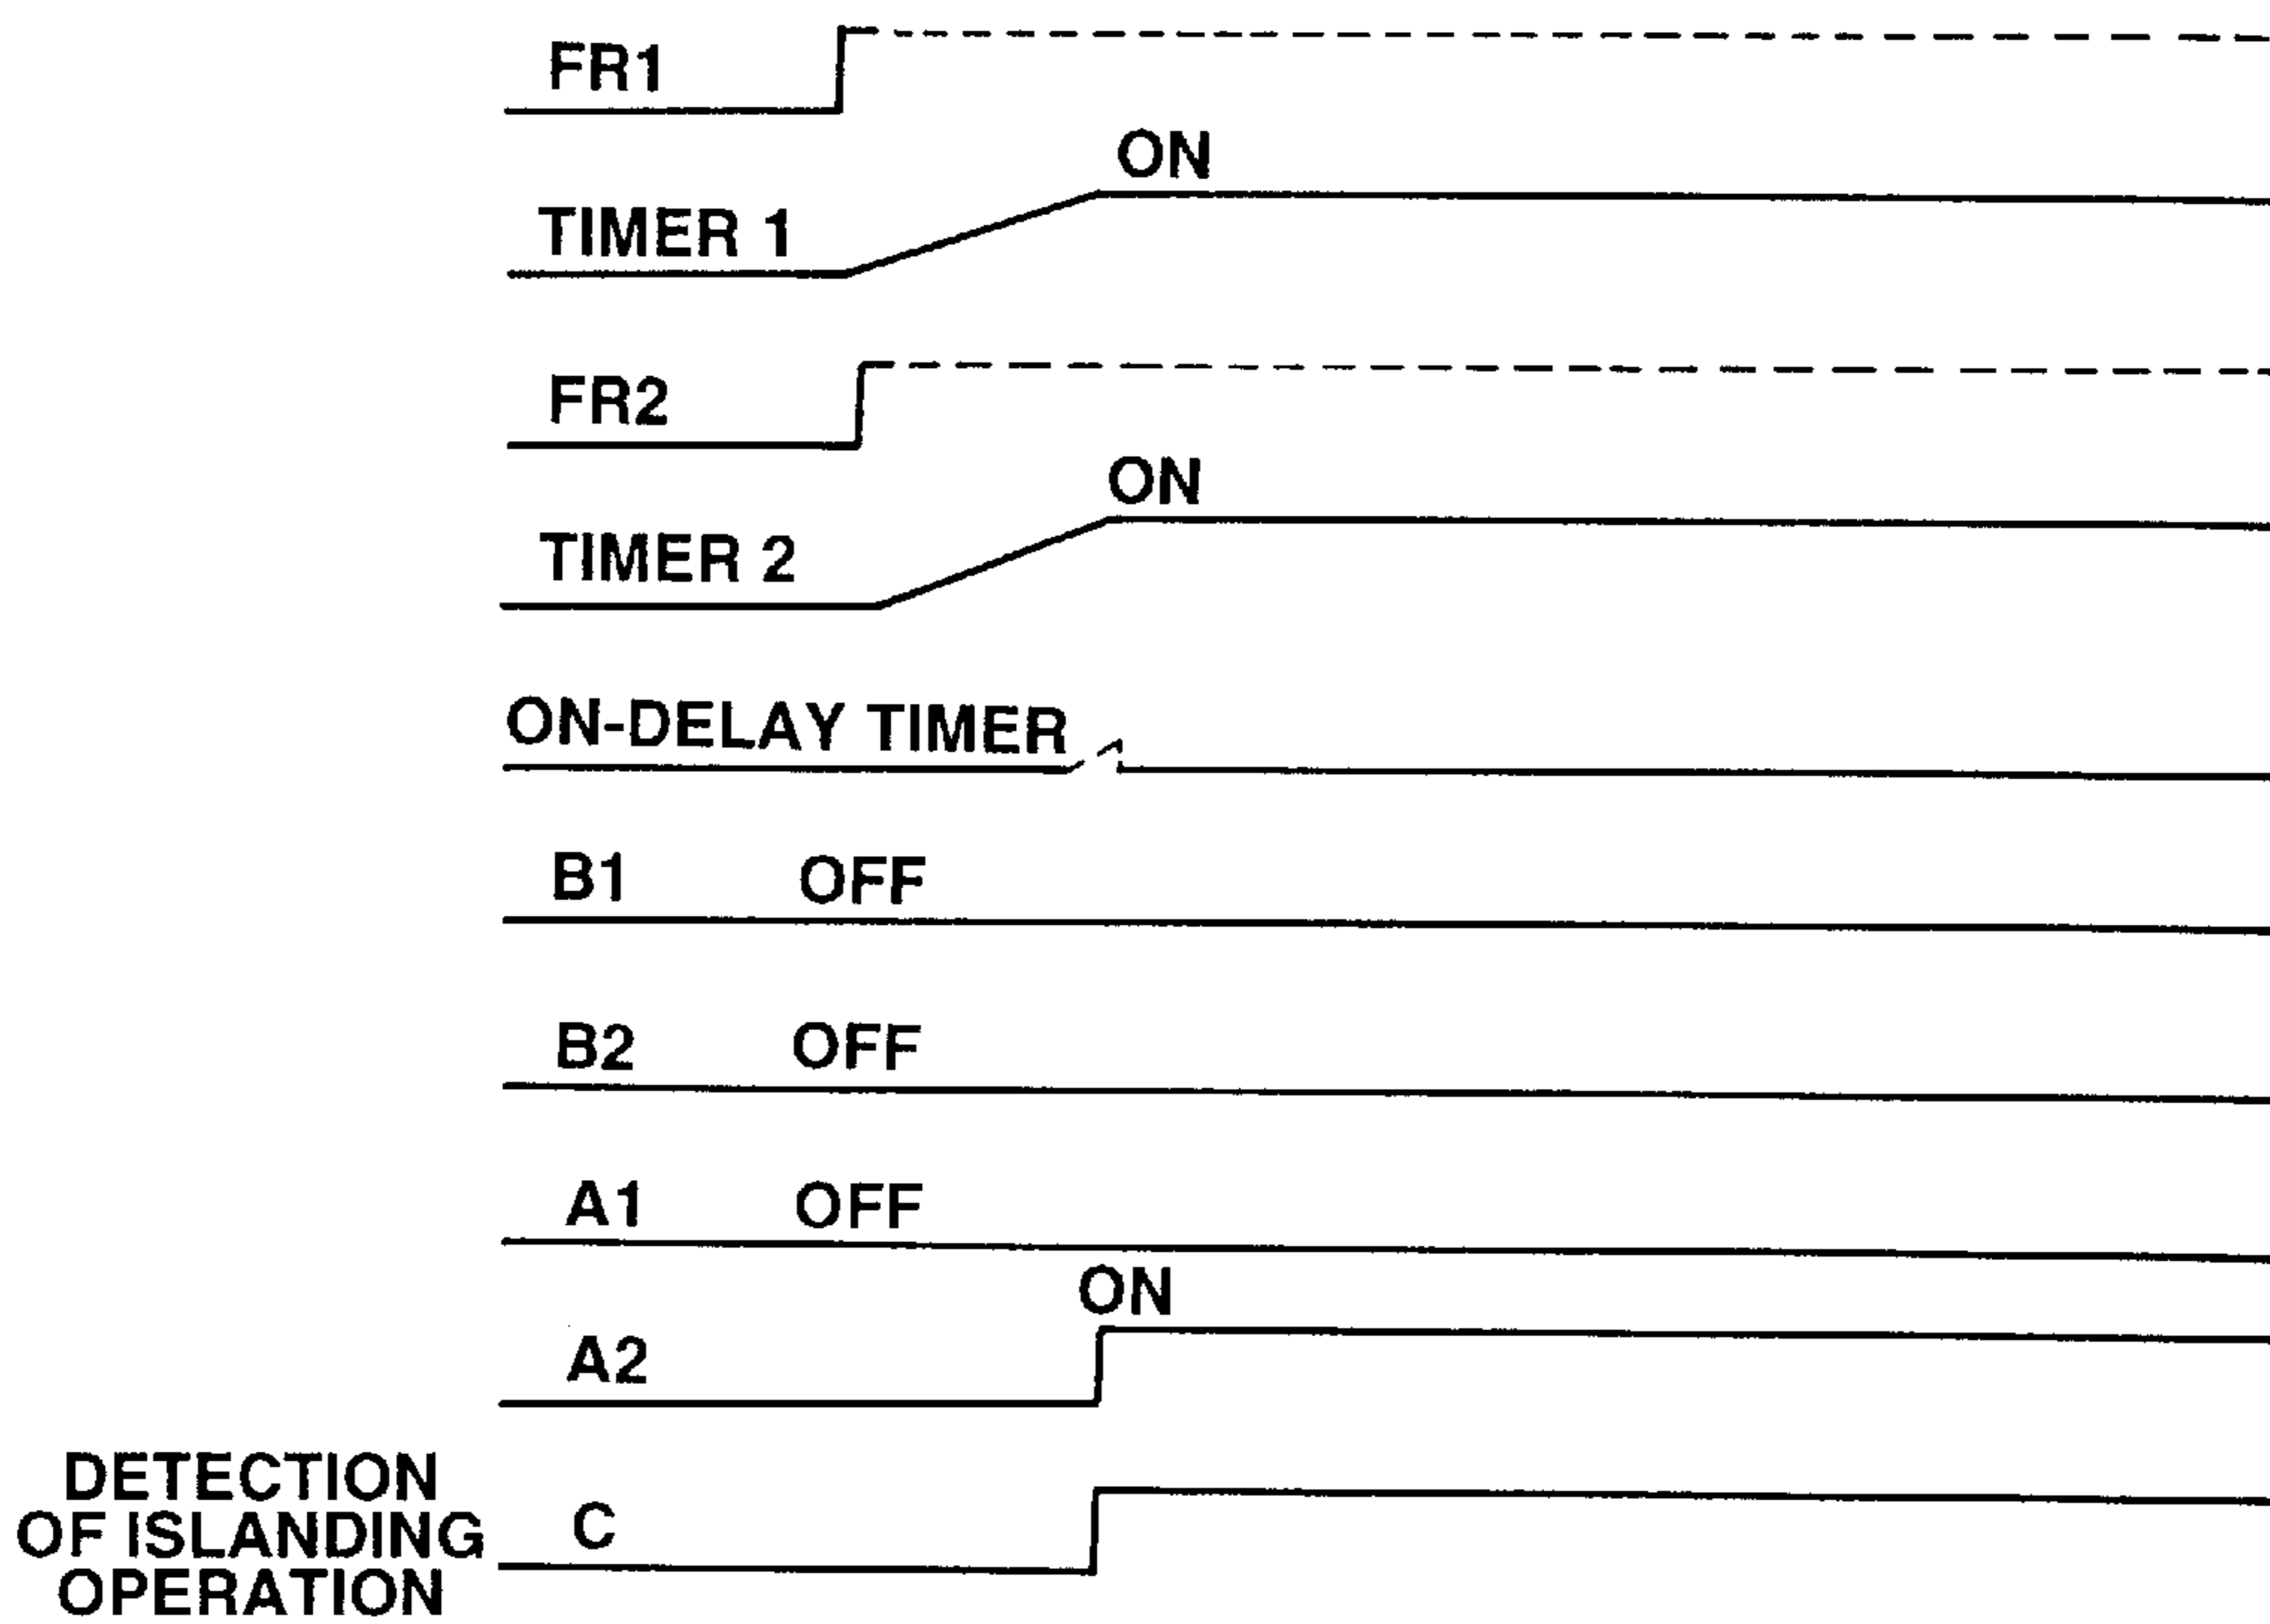 FR1
ON
TIMER 1
FR2
ON
TIMER 2
ON-DELAY TIMER
B1 OFF
B2 OFF
A1 OFF
ON
A2
DETECTION
OF ISLANDING
OPERATION
C